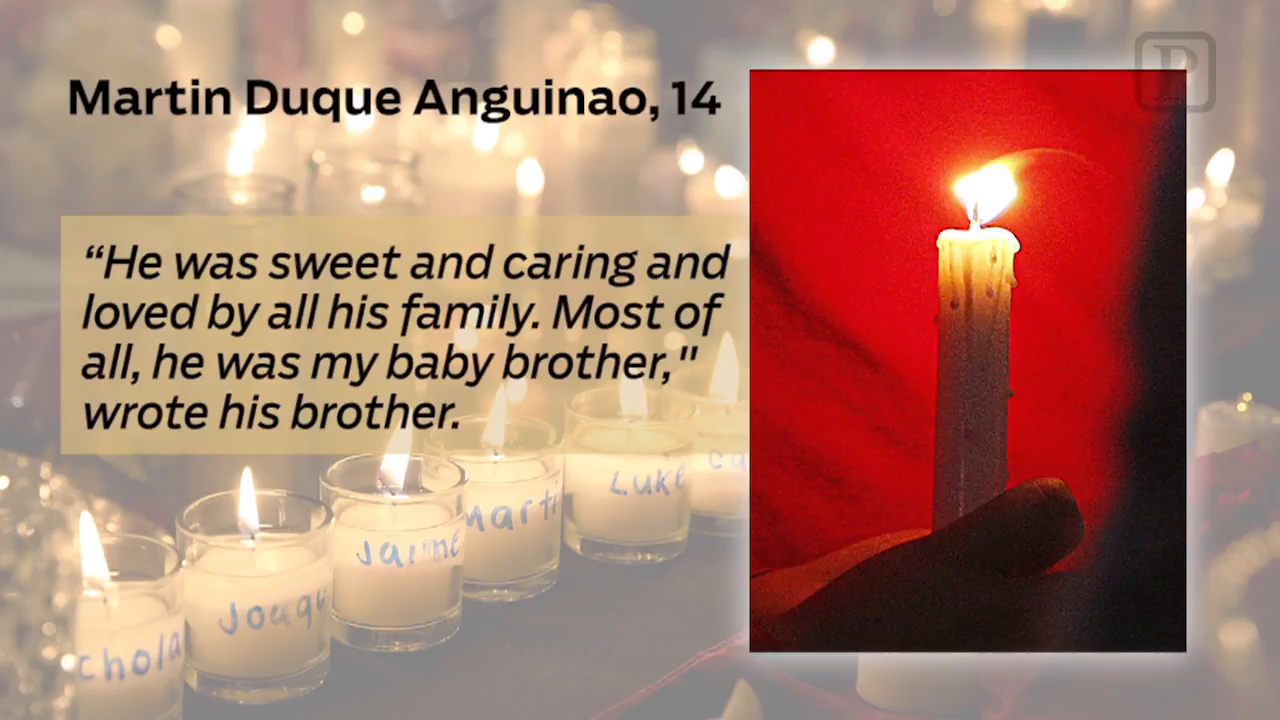 Martin Duque Anguinao, 14
“He was sweet and caring and
loved by all his family. Most of
all, he was my baby brother,"
wrote his brother.
Luke
Jaime
P